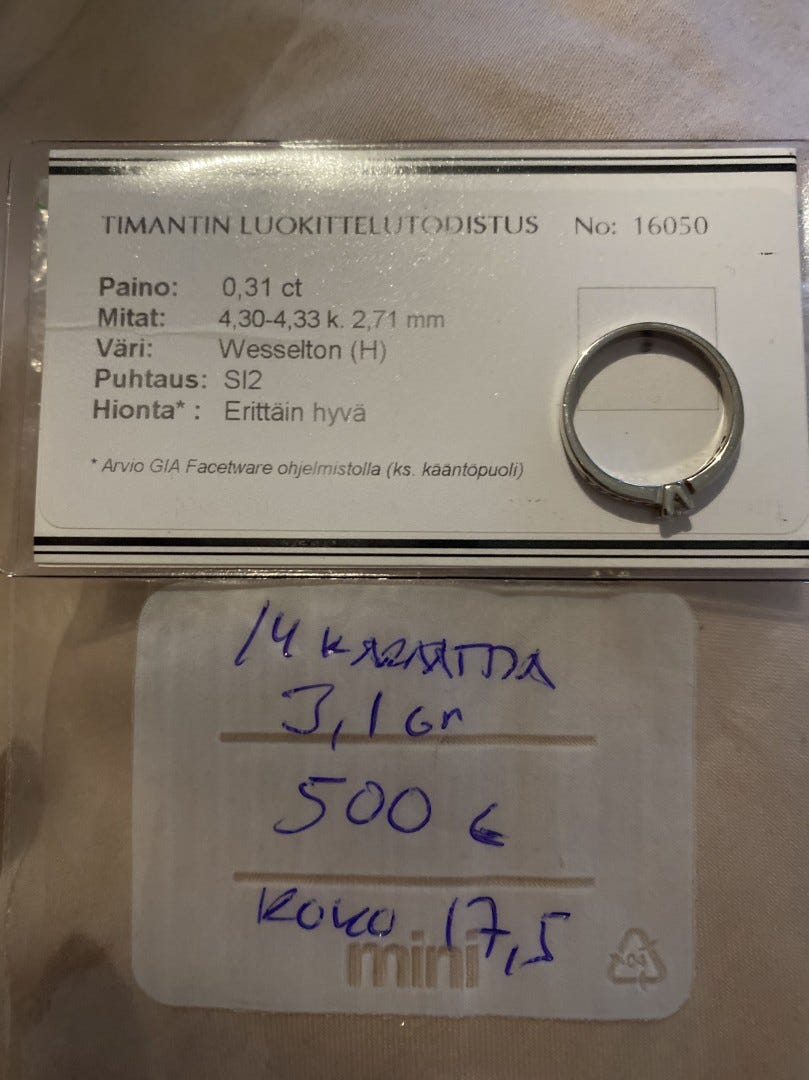 TIMANTIN LUOKITTELUTODISTUS No: 16050
Paino: 0,31 ct
Mitat: 4,30-4,33 k. 2,71 mm
Väri: Wesselton (H)
Puhtaus: SI2
Hionta* : Erittäin hyvä
* Arvio GIA Facetware ohjelmistolla (ks. kääntöpuoli)
14 KARAATTIA
3,1 Gr
500 €
KOKO 17,5
mini